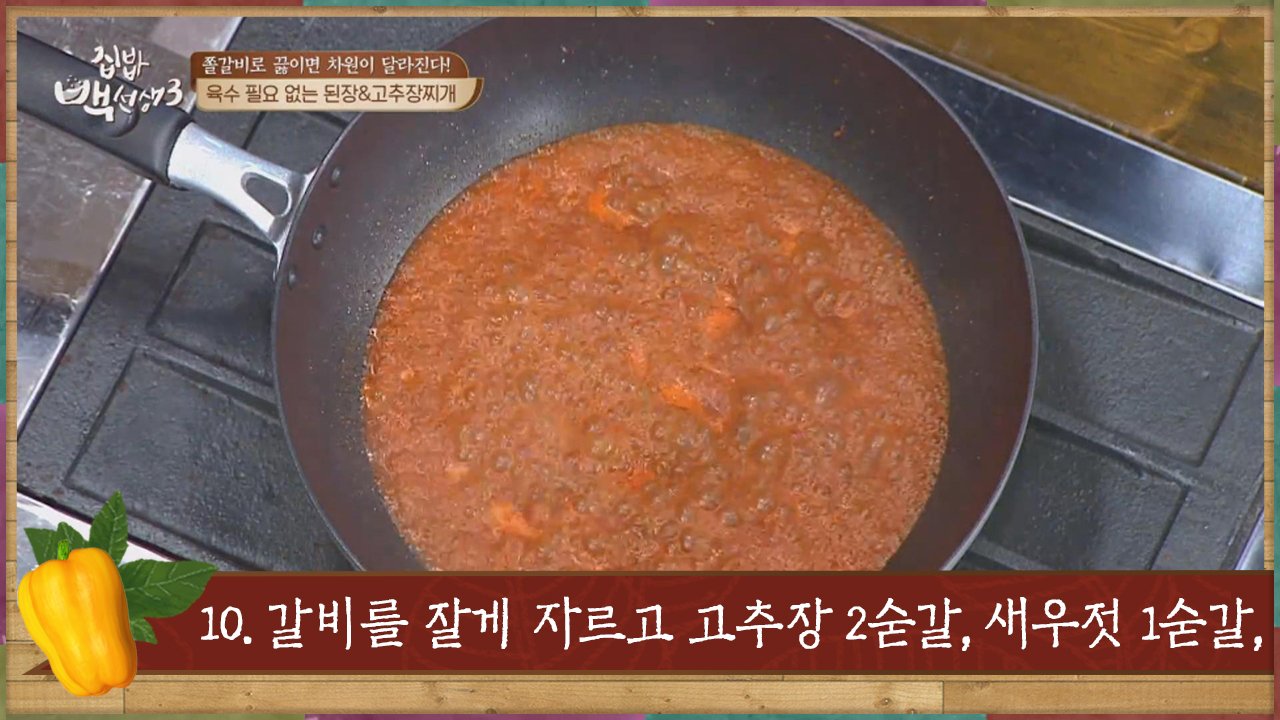 집밥
백선생3
쫄갈비로 끓이면 차원이 달라진다!
육수 필요 없는 된장&고추장찌개
10. 갈비를 잘게 자르고 고추장 2숟갈, 새우젓 1숟갈,